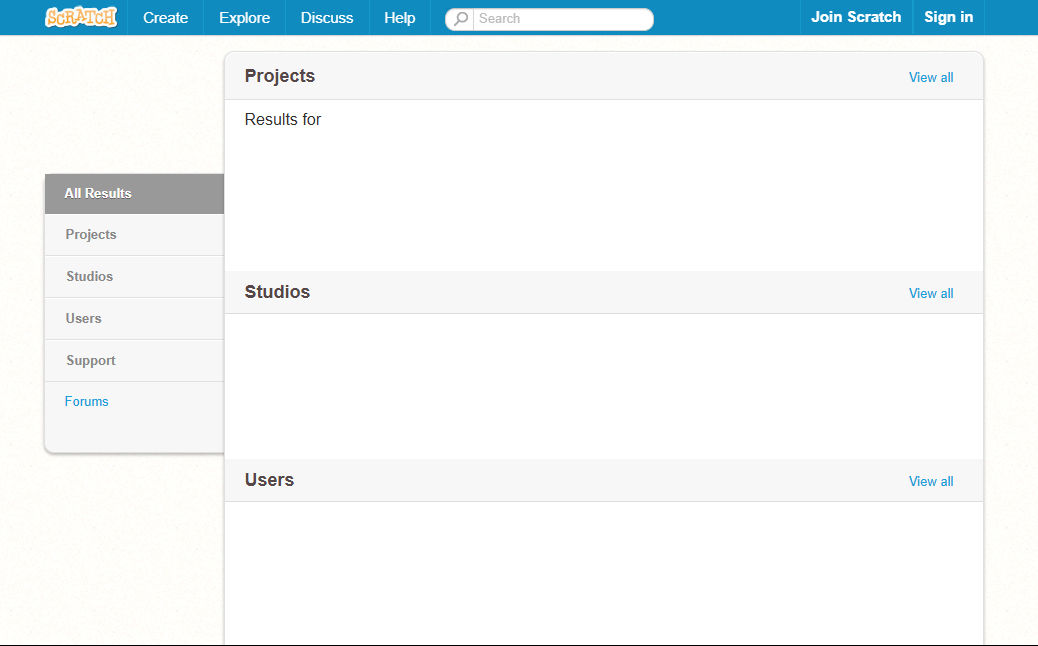 SCRATCH Create Explore Discuss Help Search Join Scratch Sign in
All Results
Projects
Studios
Users
Support
Forums
Projects View all
Results for
Studios View all
Users View all